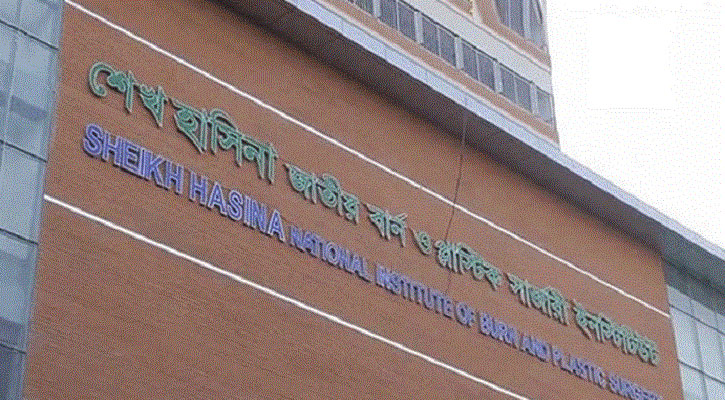 শেখ হাসিনা জাতীয় বার্ন ও প্লাস্টিক সার্জারী ইনস্টিটিউট
SHEIKH HASINA NATIONAL INSTITUTE OF BURN AND PLASTIC SURGERY